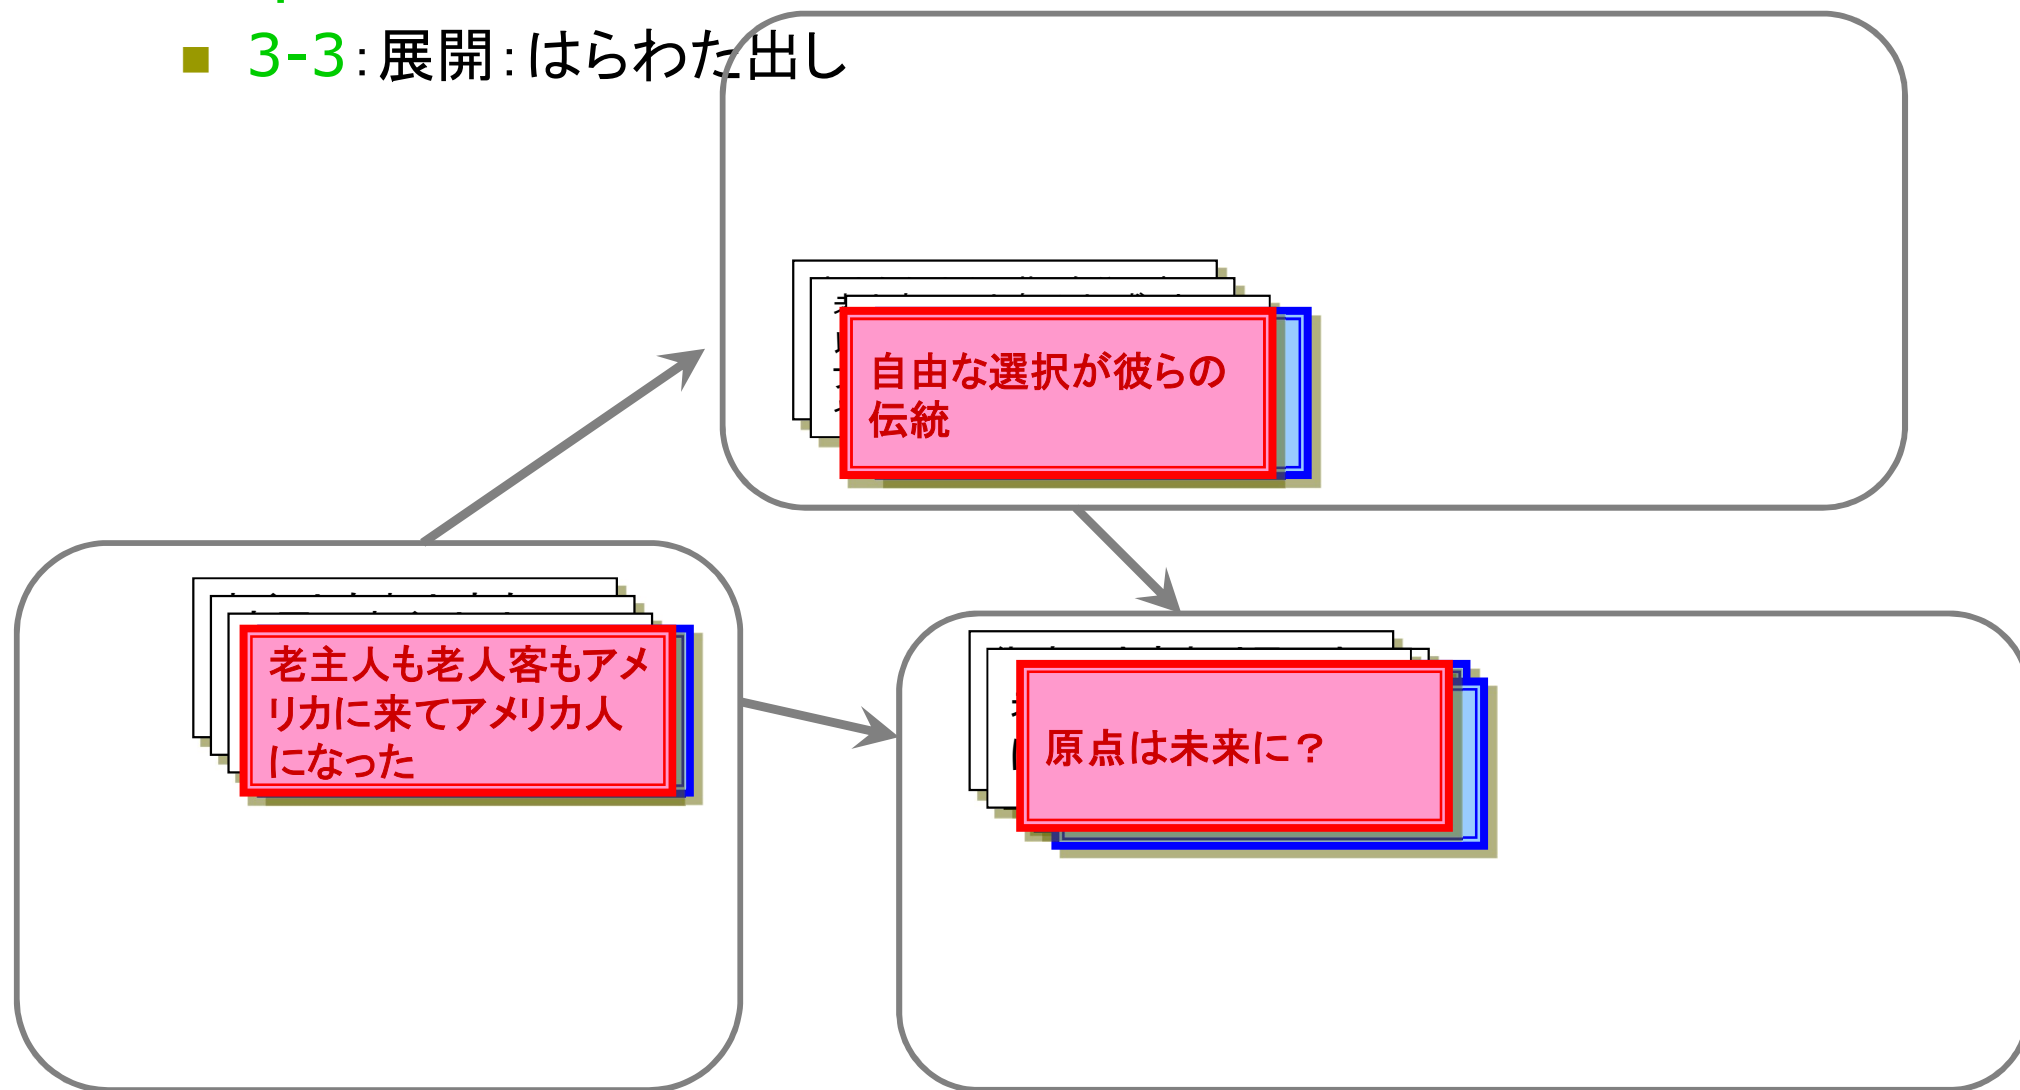 3-3：展開：はらわた出し
自由な選択が彼らの
伝統
老主人も老人客もアメ
リカに来てアメリカ人
になった
原点は未来に？